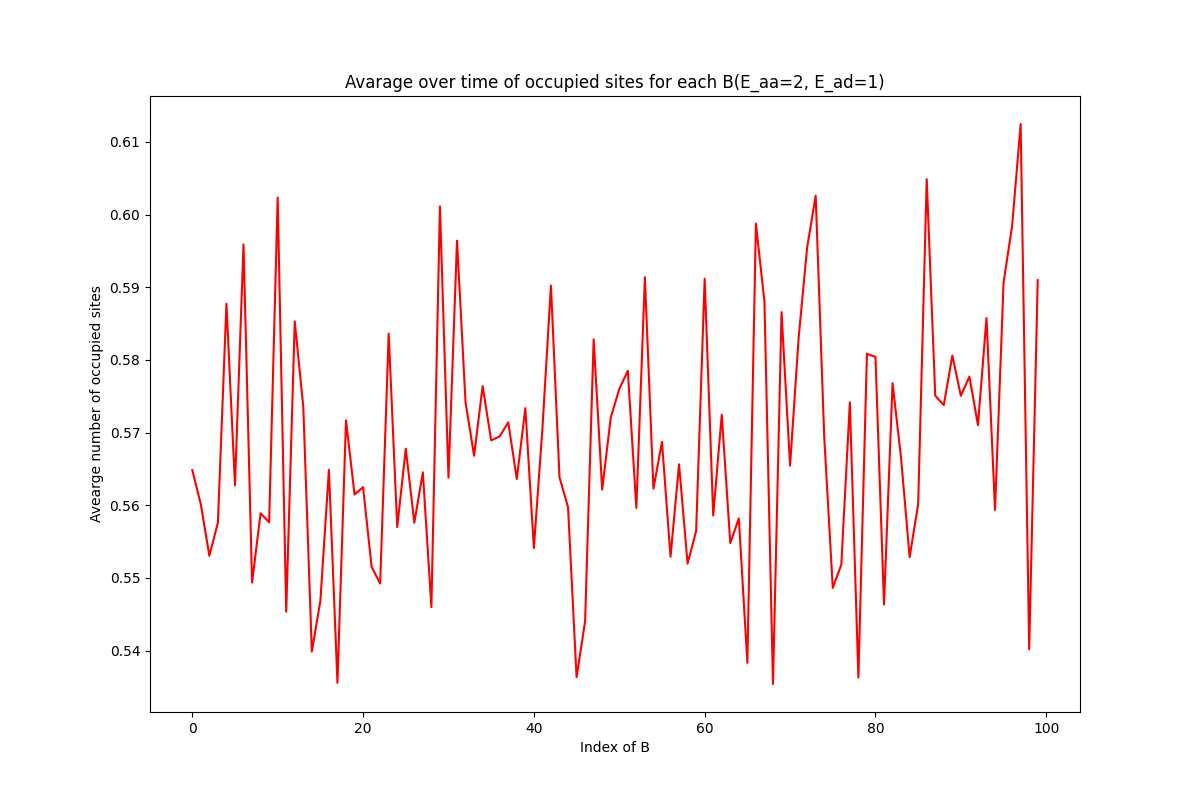 Avarage over time of occupied sites for each B(E_aa=2, E_ad=1)
0.61
0.60
0.59
0.58
0.57
0.56
0.55
0.54
Avearge number of occupied sites
0 20 40 60 80 100
Index of B